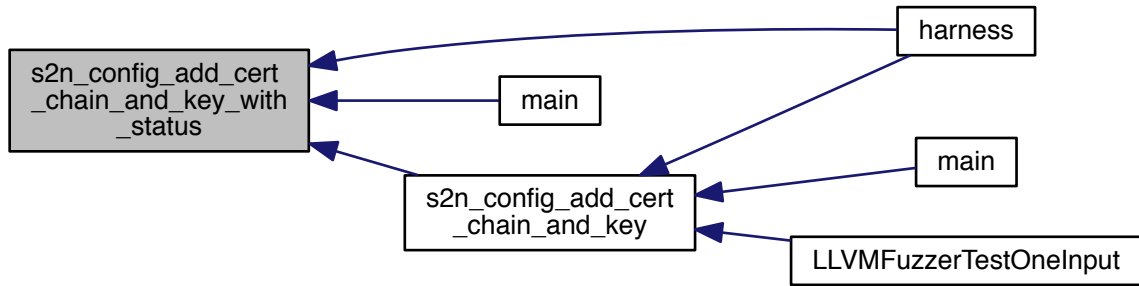 s2n_config_add_cert
_chain_and_key_with
_status
harness
main
s2n_config_add_cert
_chain_and_key
main
LLVMFuzzerTestOneInput